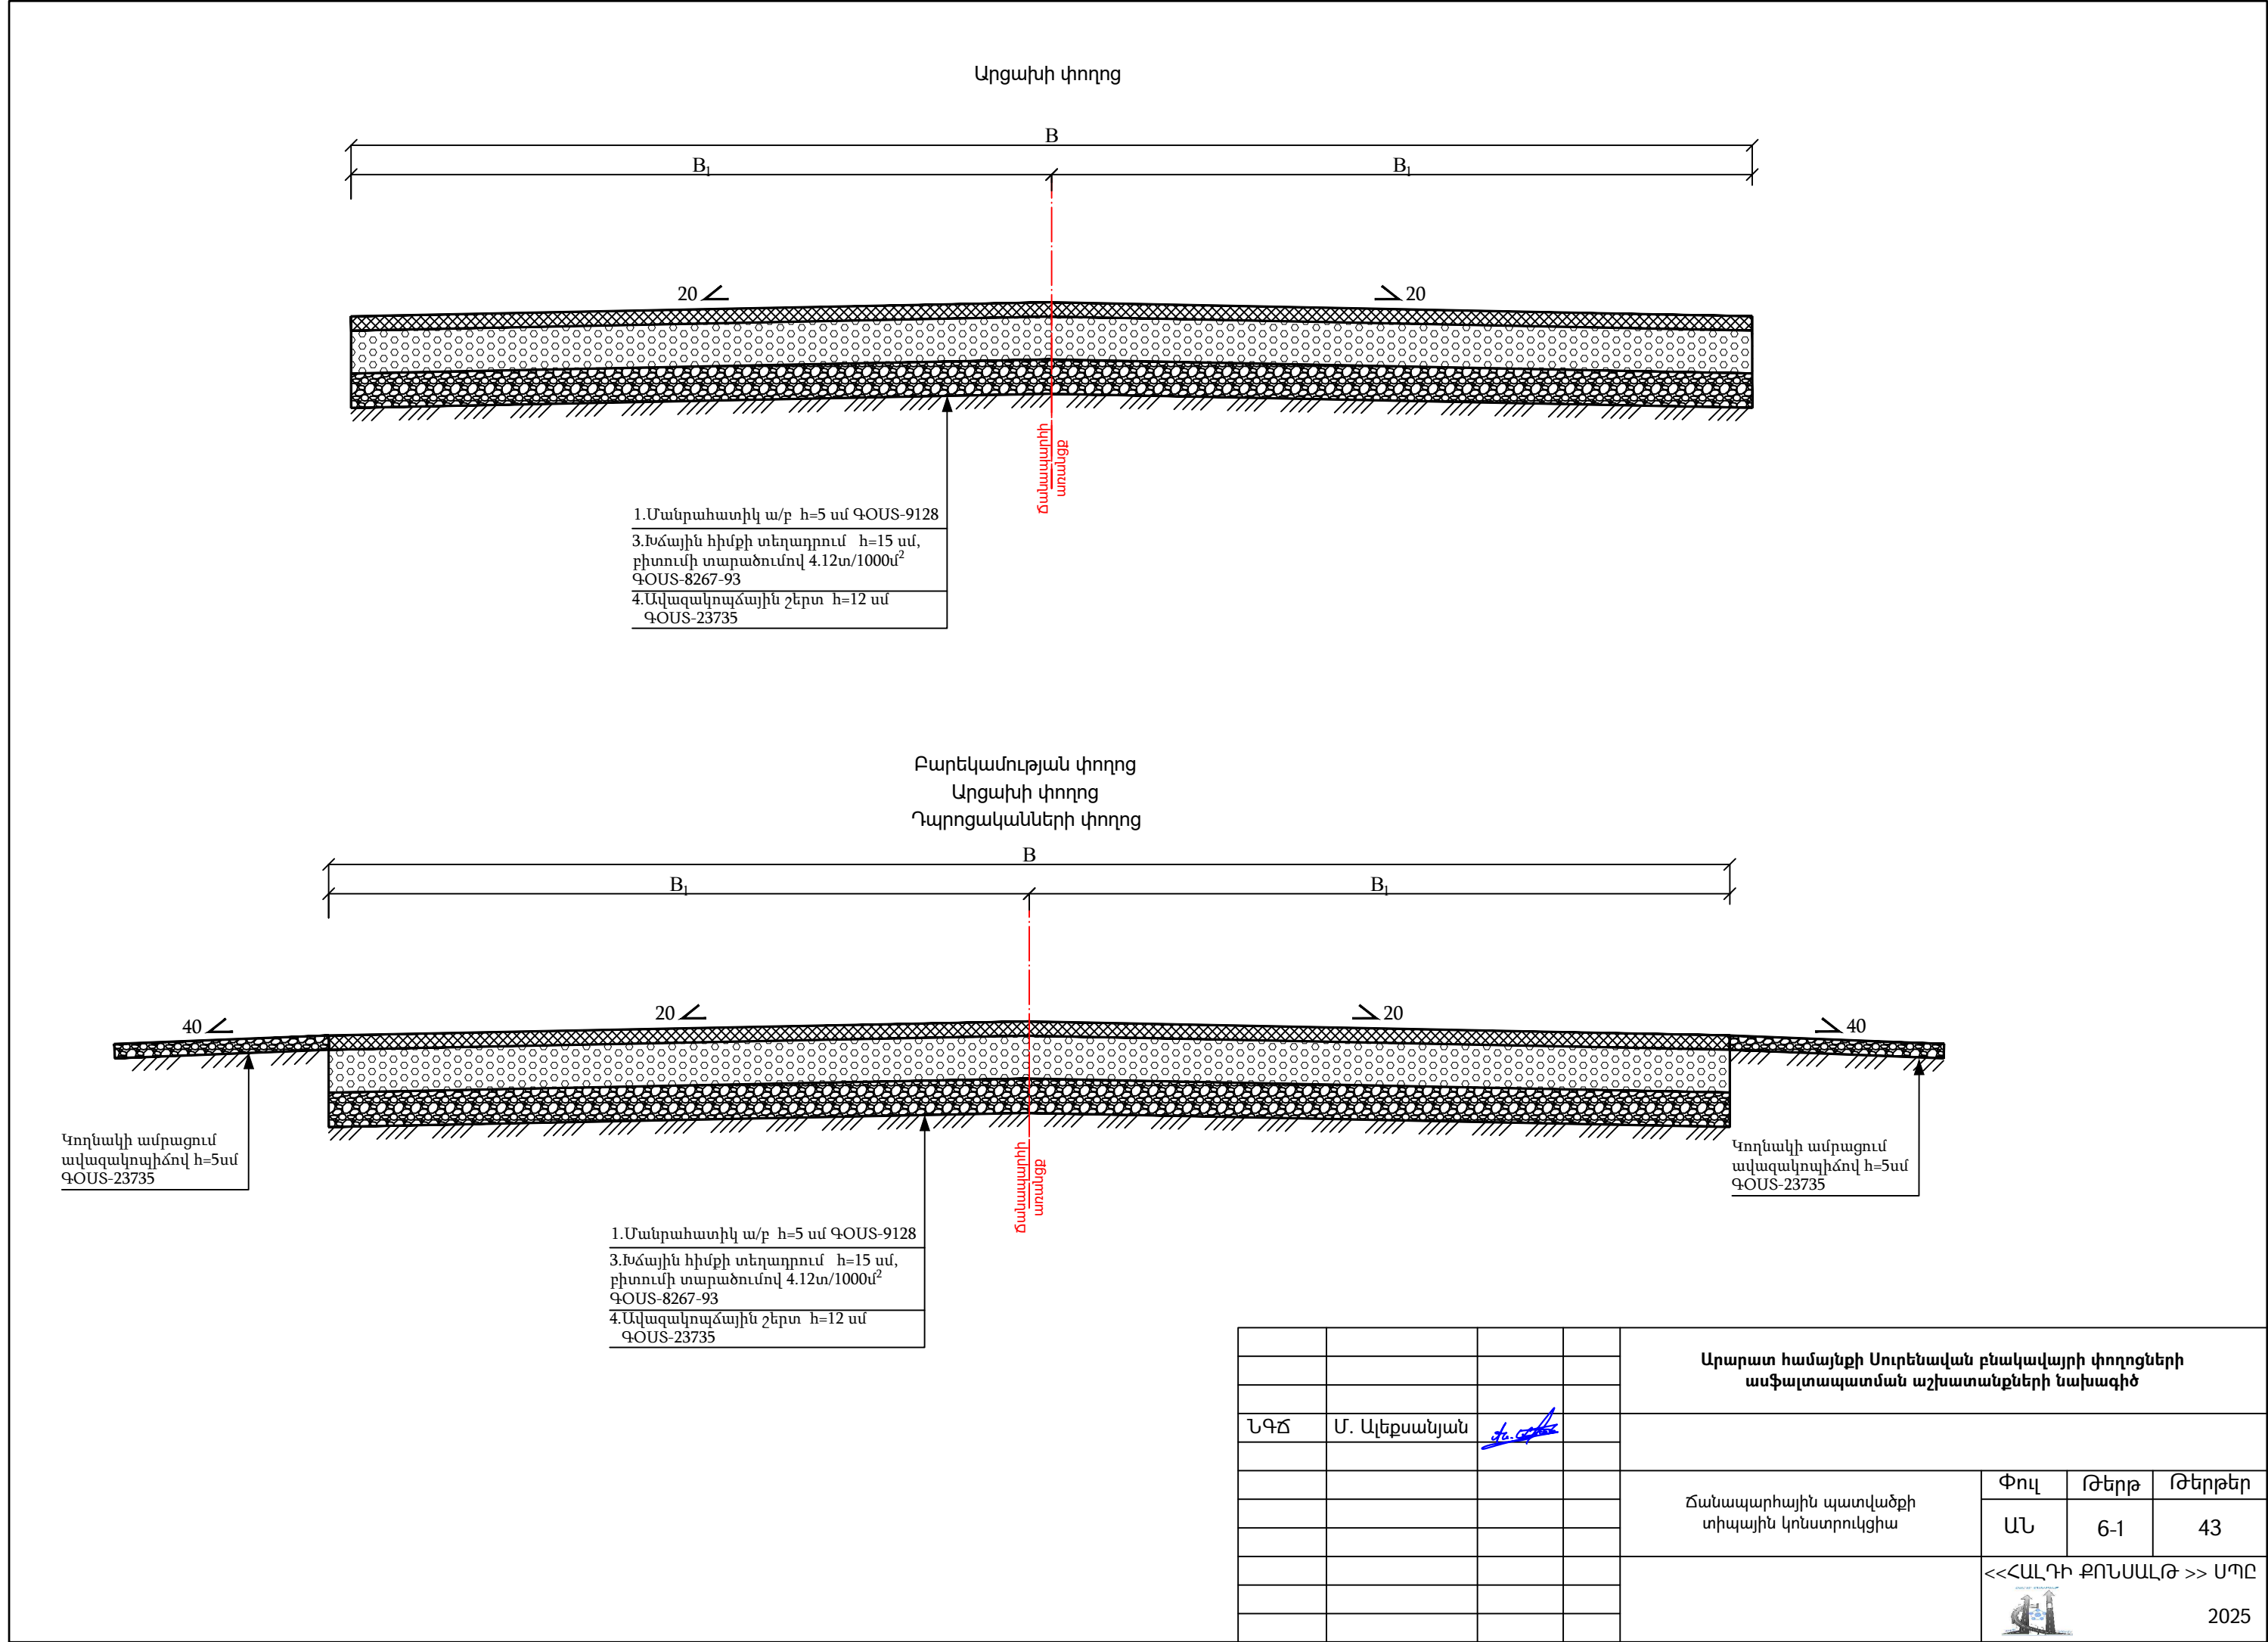 Արցախի փողոց
B
B1 B1
20 20
Ճանապարհի
առանցք
1.Մանրահատիկ ա/բ h=5 սմ ԳՕՍՏ-9128
3.Խճային հիմքի տեղադրում h=15 սմ,
բիտումի տարածումով 4.12տ/1000մ²
ԳՕՍՏ-8267-93
4.Ավազակոպճային շերտ h=12 սմ
ԳՕՍՏ-23735
Բարեկամության փողոց
Արցախի փողոց
Դպրոցականների փողոց
B
B1 B1
40 20 20 40
Կողնակի ամրացում
ավազակոպիճով h=5սմ
ԳՕՍՏ-23735
Ճանապարհի
առանցք
Կողնակի ամրացում
ավազակոպիճով h=5սմ
ԳՕՍՏ-23735
1.Մանրահատիկ ա/բ h=5 սմ ԳՕՍՏ-9128
3.Խճային հիմքի տեղադրում h=15 սմ,
բիտումի տարածումով 4.12տ/1000մ²
ԳՕՍՏ-8267-93
4.Ավազակոպճային շերտ h=12 սմ
ԳՕՍՏ-23735
Արարատ համայնքի Սուրենավան բնակավայրի փողոցների
ասֆալտապատման աշխատանքների նախագիծ
ՆԳՃ Մ. Ալեքսանյան
Ճանապարհային պատվածքի
տիպային կոնստրուկցիա
Փուլ Թերթ Թերթեր
ԱՆ 6-1 43
<<ՀԱԼԴԻ ՔՈՆՍԱԼԹ >> ՍՊԸ
2025